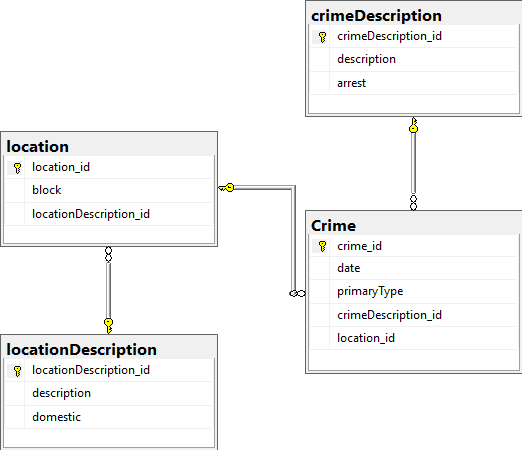 crimeDescription
crimeDescription_id
description
arrest
location
location_id
block
locationDescription_id
Crime
crime_id
date
primaryType
crimeDescription_id
location_id
locationDescription
locationDescription_id
description
domestic